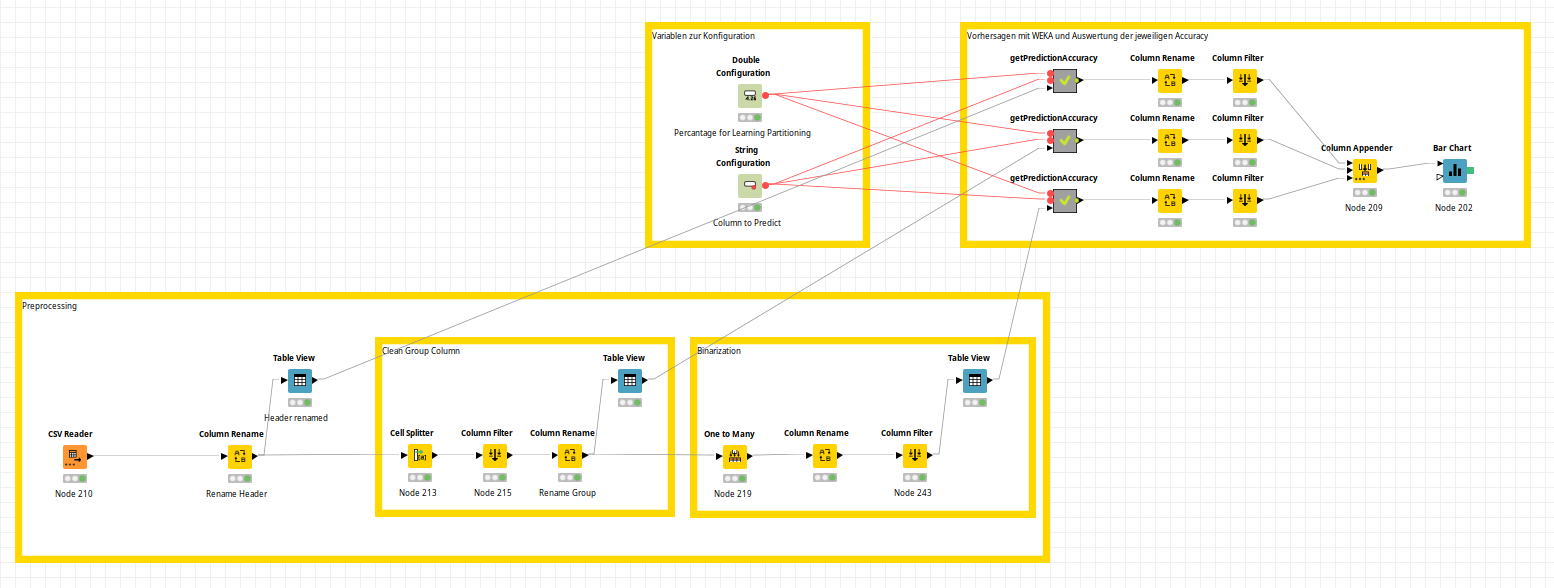 Variablen zur Konfiguration
Double
Configuration
Percantage for Learning Partitioning
String
Configuration
Column to Predict
Vorhersagen mit WEKA und Auswertung der jeweiligen Accuracy
getPredictionAccuracy
Column Rename
Column Filter
getPredictionAccuracy
Column Rename
Column Filter
getPredictionAccuracy
Column Rename
Column Filter
Column Appender
Node 209
Bar Chart
Node 202
Preprocessing
CSV Reader
Node 210
Column Rename
Rename Header
Table View
Header renamed
Clean Group Column
Cell Splitter
Node 213
Column Filter
Node 215
Column Rename
Rename Group
Table View
Binarization
One to Many
Node 219
Column Rename
Column Filter
Node 243
Table View